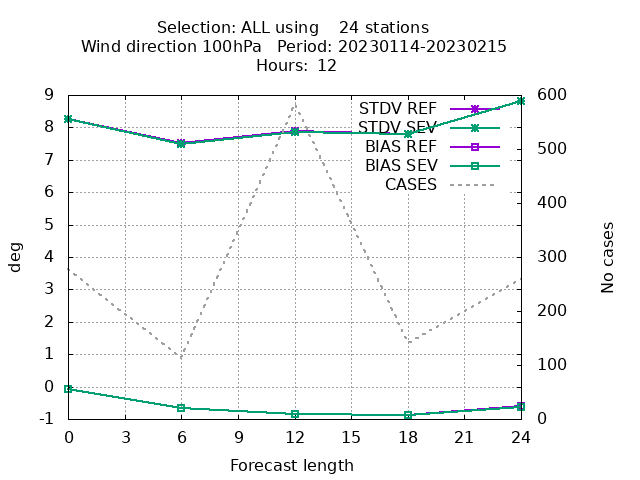 Selection: ALL using    24 stations
Wind direction 100hPa   Period: 20230114-20230215
Hours: 12
9
8
7
6
5
4
3
2
1
0
-1
600
500
400
300
200
100
0
STDV REF
STDV SEV
BIAS REF
BIAS SEV
CASES
deg
No cases
0 3 6 9 12 15 18 21 24
Forecast length